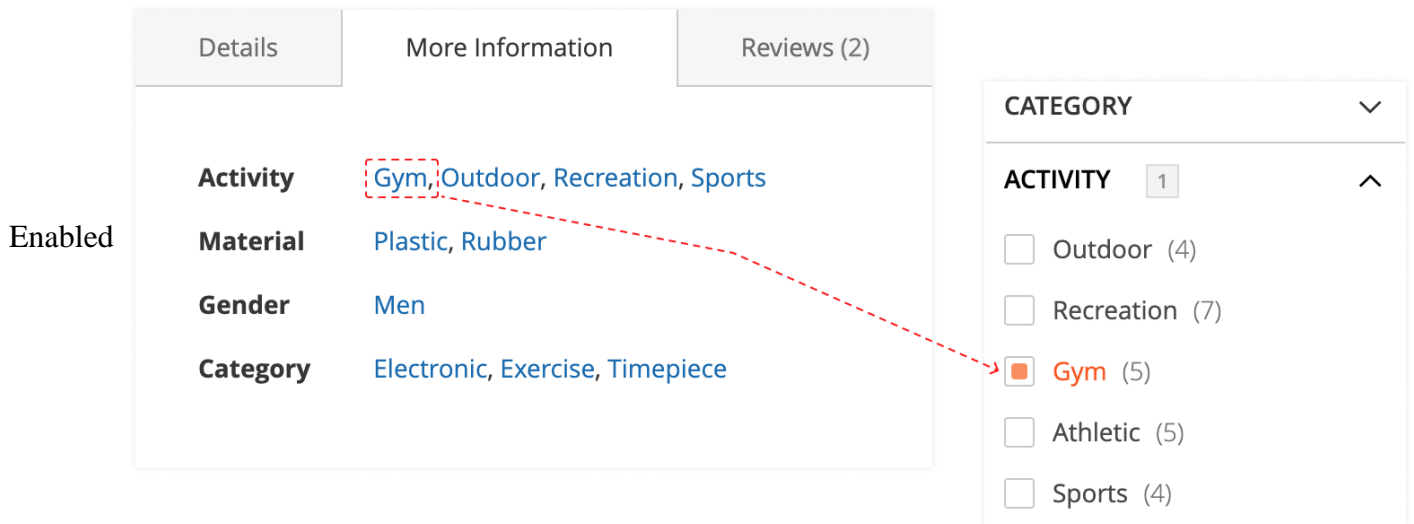 Details
More Information
Reviews (2)
Enabled
Activity
Gym, Outdoor, Recreation, Sports
Material
Plastic, Rubber
Gender
Men
Category
Electronic, Exercise, Timepiece
CATEGORY
ACTIVITY 1
Outdoor (4)
Recreation (7)
Gym (5)
Athletic (5)
Sports (4)